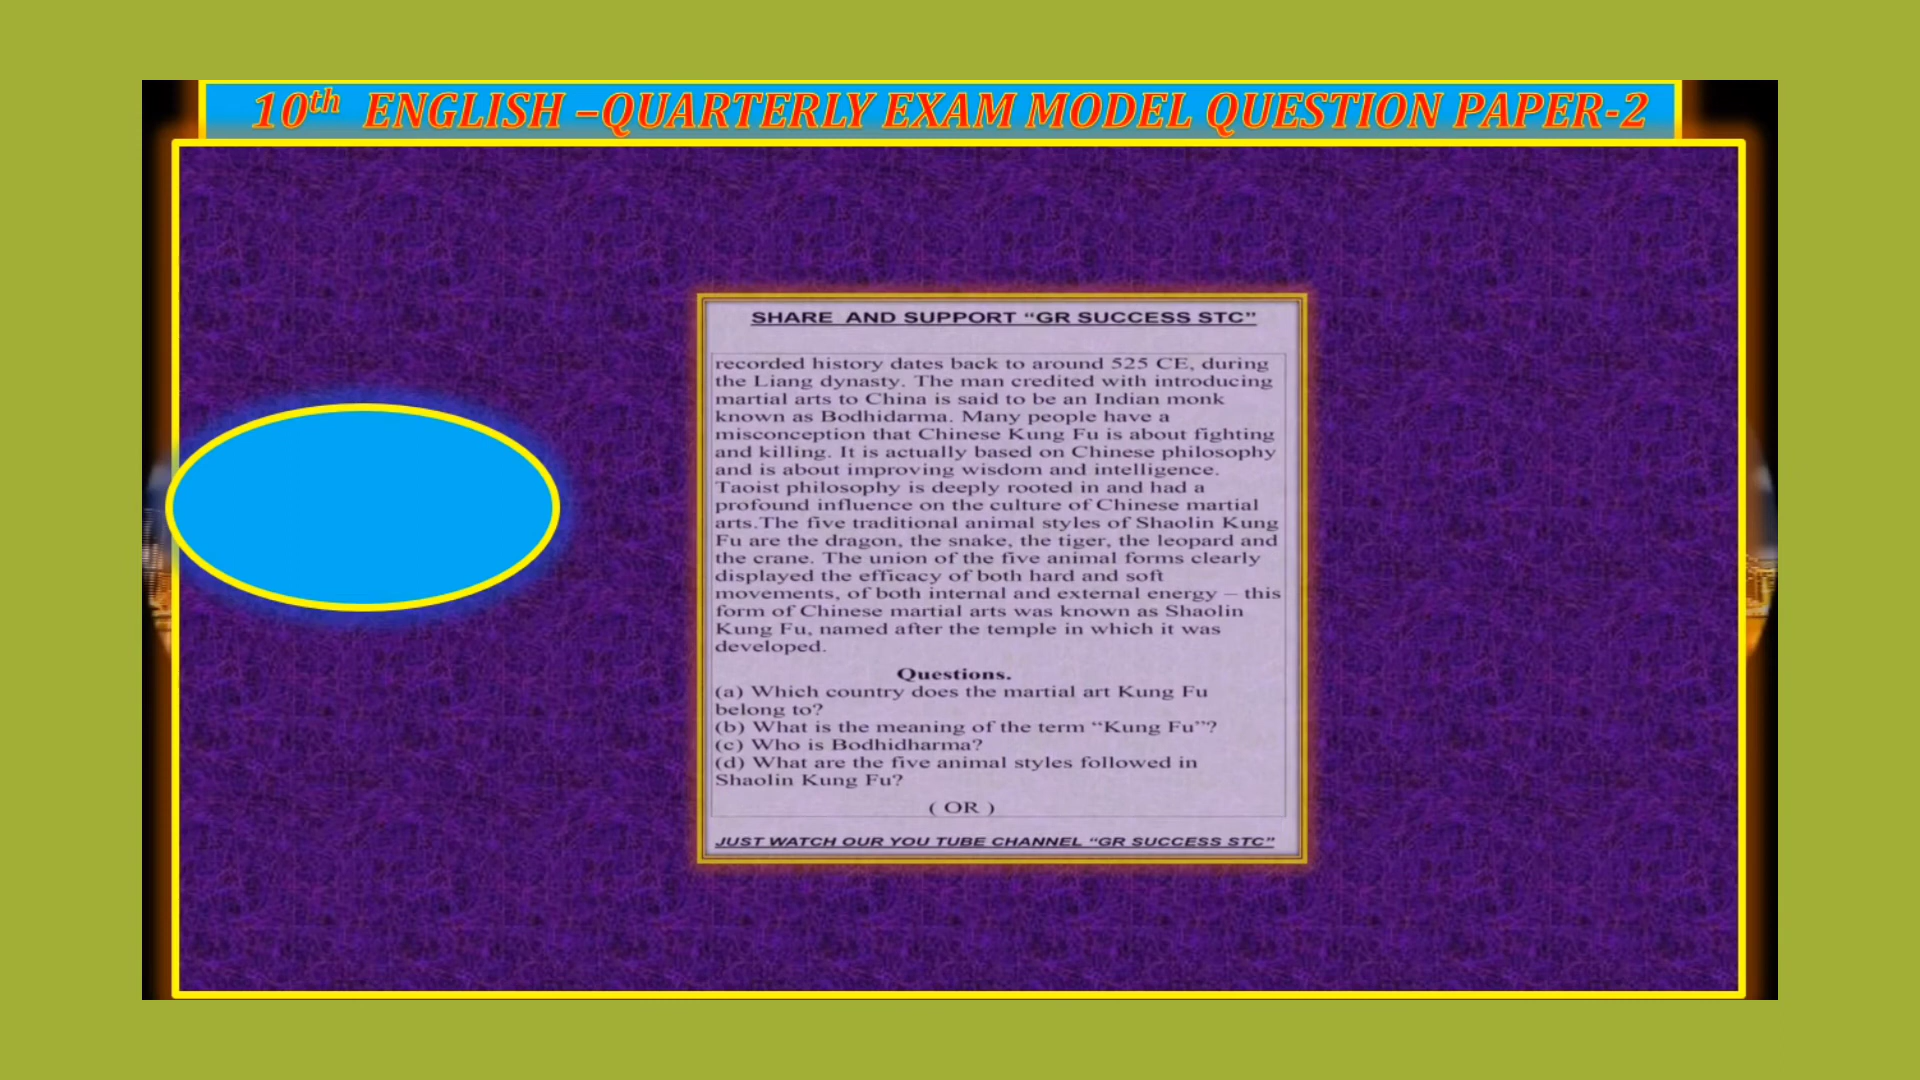 10th ENGLISH –QUARTERLY EXAM MODEL QUESTION PAPER-2
SHARE AND SUPPORT “GR SUCCESS STC”
recorded history dates back to around 525 CE, during
the Liang dynasty. The man credited with introducing
martial arts to China is said to be an Indian monk
known as Bodhidarma. Many people have a
misconception that Chinese Kung Fu is about fighting
and killing. It is actually based on Chinese philosophy
and is about improving wisdom and intelligence.
Taoist philosophy is deeply rooted in and had a
profound influence on the culture of Chinese martial
arts.The five traditional animal styles of Shaolin Kung
Fu are the dragon, the snake, the tiger, the leopard and
the crane. The union of the five animal forms clearly
displayed the efficacy of both hard and soft
movements, of both internal and external energy – this
form of Chinese martial arts was known as Shaolin
Kung Fu, named after the temple in which it was
developed.
Questions.
(a) Which country does the martial art Kung Fu
belong to?
(b) What is the meaning of the term “Kung Fu”?
(c) Who is Bodhidharma?
(d) What are the five animal styles followed in
Shaolin Kung Fu?
( OR )
JUST WATCH OUR YOU TUBE CHANNEL “GR SUCCESS STC”